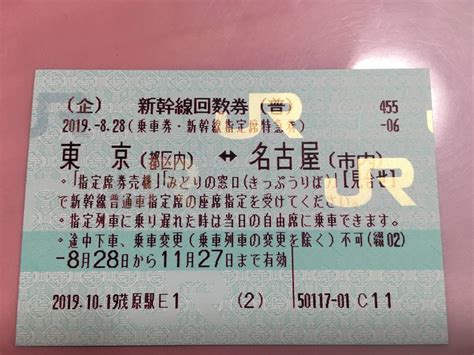 (企) 新幹線回数券 (普) 455
2019.-8.28(乗車券・新幹線指定席特急券) -06
東京(都区内) ↔ 名古屋(市内)
・「指定席券売機」「みどりの窓口(きっぷうりば)」【見合せ】
で新幹線普通車指定席の座席指定を受けてください。
・指定列車に乗り遅れた時は当日の自由席に乗車できます。
・途中下車、乗車変更(乗車列車の変更を除く)不可(綴02)
-8月28日から11月27日まで有効
2019.10.19茂原駅E1 (2) 50117-01 C11
JR
JR